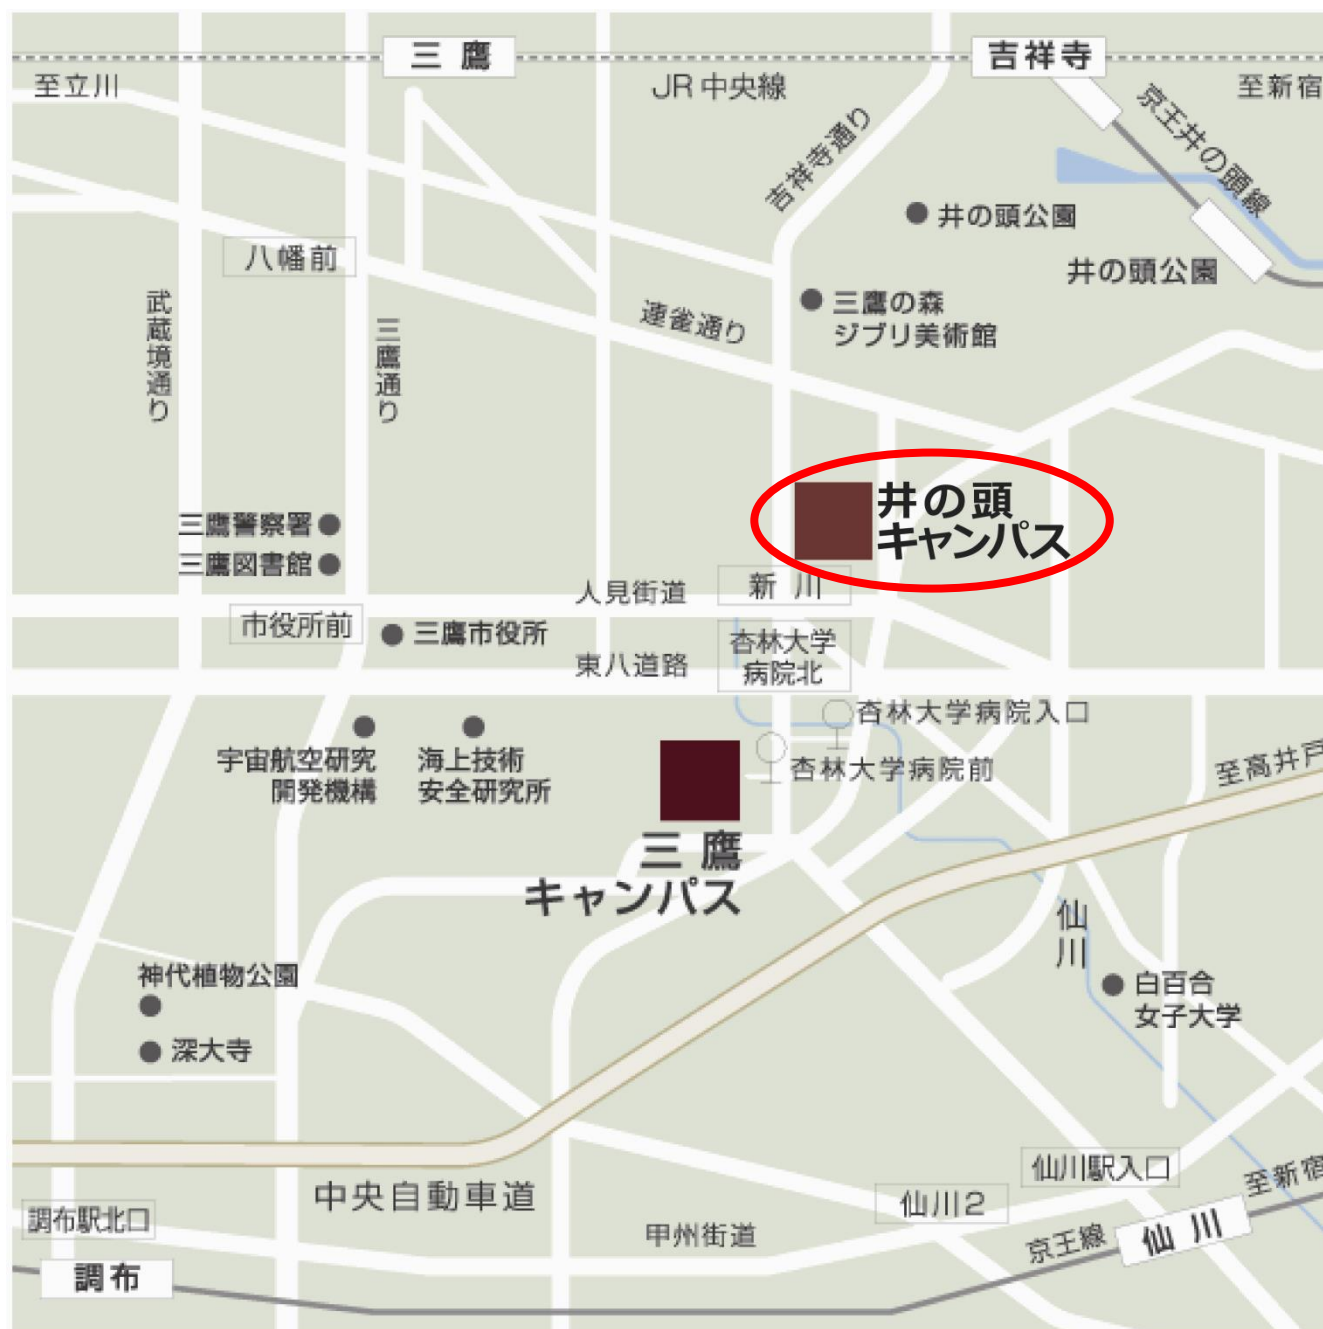 三鷹
吉祥寺
至立川
JR中央線
至新宿
京王井の頭線
吉祥寺通り
井の頭公園
八幡前
井の頭公園
武蔵境通り
三鷹通り
連雀通り
三鷹の森
ジブリ美術館
井の頭
キャンパス
三鷹警察署
三鷹図書館
人見街道
新川
市役所前
三鷹市役所
杏林大学
病院北
東八道路
杏林大学病院入口
宇宙航空研究
開発機構
海上技術
安全研究所
杏林大学病院前
至高井戸
三鷹
キャンパス
仙川
神代植物公園
白百合
女子大学
深大寺
仙川駅入口
至新宿
中央自動車道
仙川2
調布駅北口
甲州街道
京王線
仙川
調布